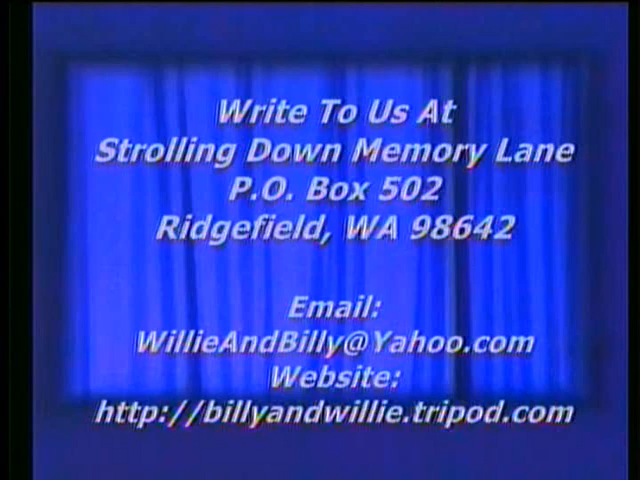 Write To Us At
Strolling Down Memory Lane
P.O. Box 502
Ridgefield, WA 98642
Email:
WillieAndBilly@Yahoo.com
Website:
http://billyandwillie.tripod.com